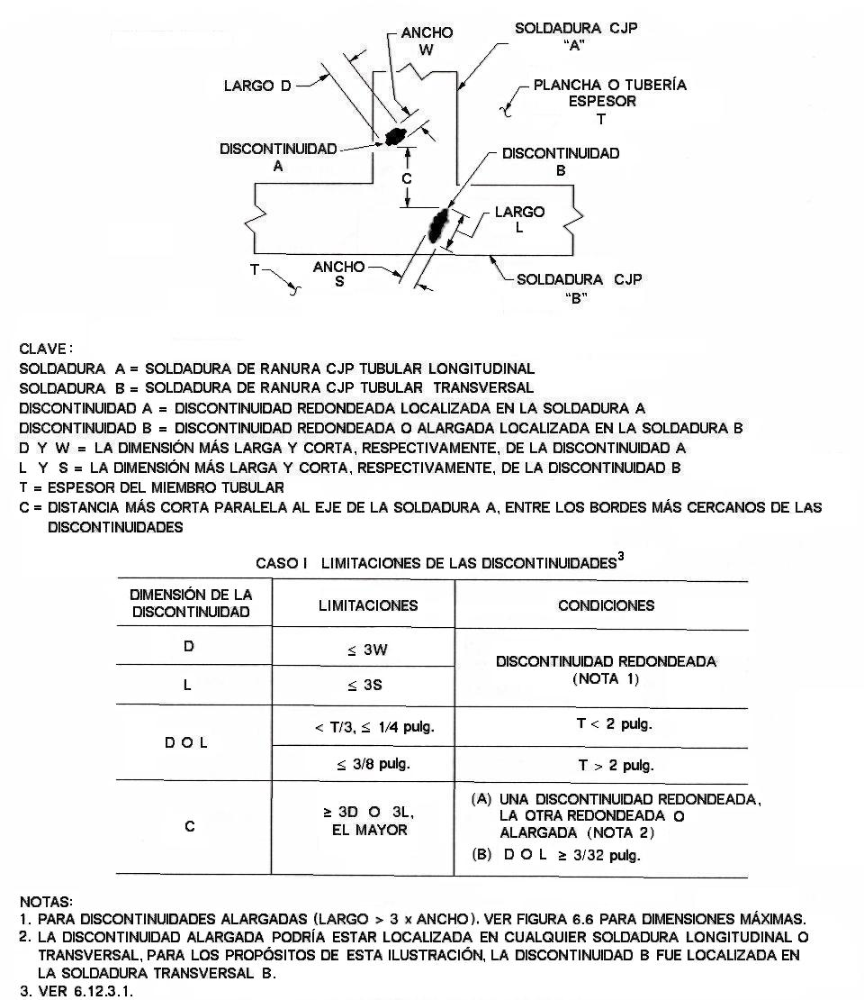 ANCHO
W
SOLDADURA CJP
"A"
LARGO D
PLANCHA O TUBERÍA
ESPESOR
T
DISCONTINUIDAD
A
DISCONTINUIDAD
B
C
LARGO
L
T
ANCHO
S
SOLDADURA CJP
"B"
CLAVE:
SOLDADURA A = SOLDADURA DE RANURA CJP TUBULAR LONGITUDINAL
SOLDADURA B = SOLDADURA DE RANURA CJP TUBULAR TRANSVERSAL
DISCONTINUIDAD A = DISCONTINUIDAD REDONDEADA LOCALIZADA EN LA SOLDADURA A
DISCONTINUIDAD B = DISCONTINUIDAD REDONDEADA O ALARGADA LOCALIZADA EN LA SOLDADURA B
D Y W = LA DIMENSIÓN MÁS LARGA Y CORTA, RESPECTIVAMENTE, DE LA DISCONTINUIDAD A
L Y S = LA DIMENSIÓN MÁS LARGA Y CORTA, RESPECTIVAMENTE, DE LA DISCONTINUIDAD B
T = ESPESOR DEL MIEMBRO TUBULAR
C = DISTANCIA MÁS CORTA PARALELA AL EJE DE LA SOLDADURA A, ENTRE LOS BORDES MÁS CERCANOS DE LAS
DISCONTINUIDADES
CASO I LIMITACIONES DE LAS DISCONTINUIDADES³
DIMENSIÓN DE LA
DISCONTINUIDAD
LIMITACIONES
CONDICIONES
D
≤ 3W
DISCONTINUIDAD REDONDEADA
(NOTA 1)
L
≤ 3S
D O L
< T/3, ≤ 1/4 pulg.
T < 2 pulg.
≤ 3/8 pulg.
T > 2 pulg.
C
≥ 3D O 3L,
EL MAYOR
(A) UNA DISCONTINUIDAD REDONDEADA,
LA OTRA REDONDEADA O
ALARGADA (NOTA 2)
(B) D O L ≥ 3/32 pulg.
NOTAS:
1. PARA DISCONTINUIDADES ALARGADAS (LARGO > 3 x ANCHO). VER FIGURA 6.6 PARA DIMENSIONES MÁXIMAS.
2. LA DISCONTINUIDAD ALARGADA PODRÍA ESTAR LOCALIZADA EN CUALQUIER SOLDADURA LONGITUDINAL O
TRANSVERSAL, PARA LOS PROPÓSITOS DE ESTA ILUSTRACIÓN, LA DISCONTINUIDAD B FUE LOCALIZADA EN
LA SOLDADURA TRANSVERSAL B.
3. VER 6.12.3.1.